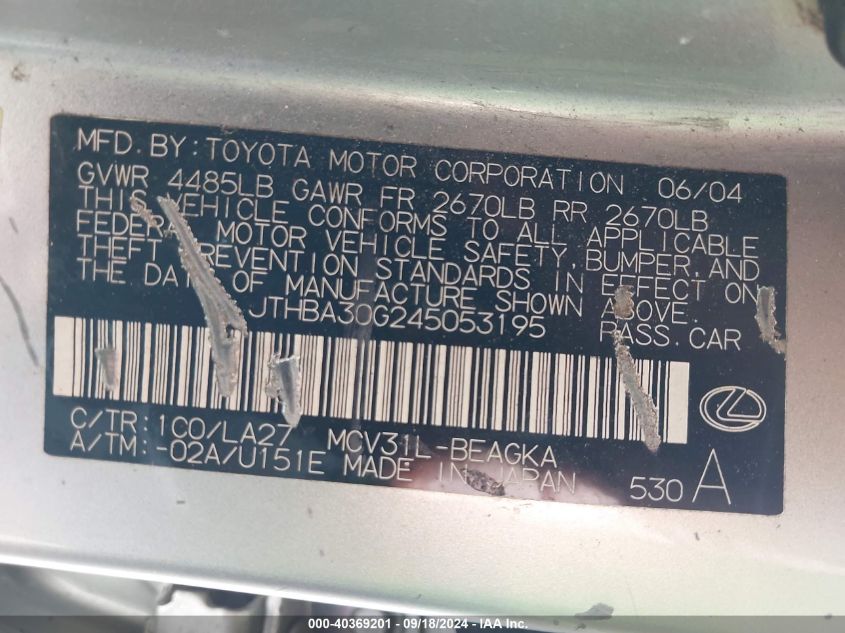 MFD. BY: TOYOTA MOTOR CORPORATION 06/04
GVWR 4485LB GAWR FR 2670LB RR 2670LB
THIS VEHICLE CONFORMS TO ALL APPLICABLE
FEDERAL MOTOR VEHICLE SAFETY, BUMPER, AND
THEFT PREVENTION STANDARDS IN EFFECT ON
THE DATE OF MANUFACTURE SHOWN ABOVE.
JTHBA30G245053195 PASS. CAR
C/TR: 1C0/LA27 MCV31L-BEAGKA
A/TM: -02A/U151E MADE IN JAPAN 530 A
000-40369201 - 09/18/2024 - IAAI.com